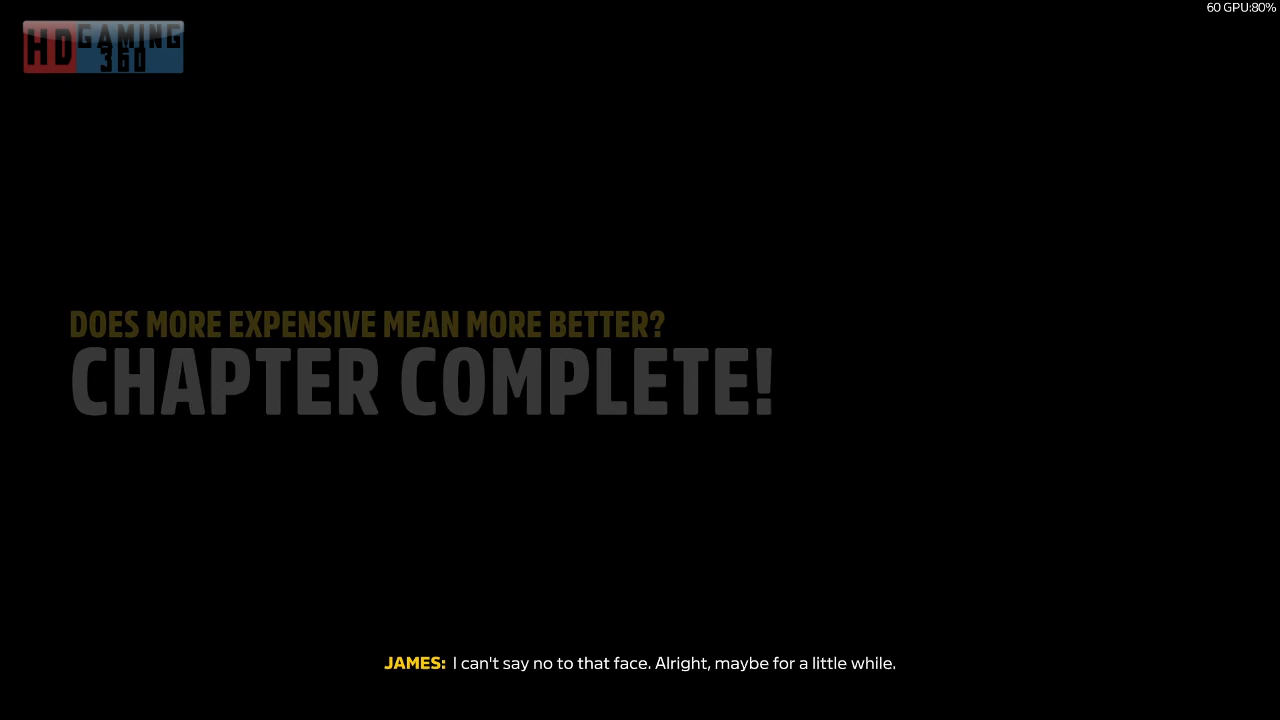 60 GPU:80%
HD GAMING
360
DOES MORE EXPENSIVE MEAN MORE BETTER?
CHAPTER COMPLETE!
JAMES: I can't say no to that face. Alright, maybe for a little while.